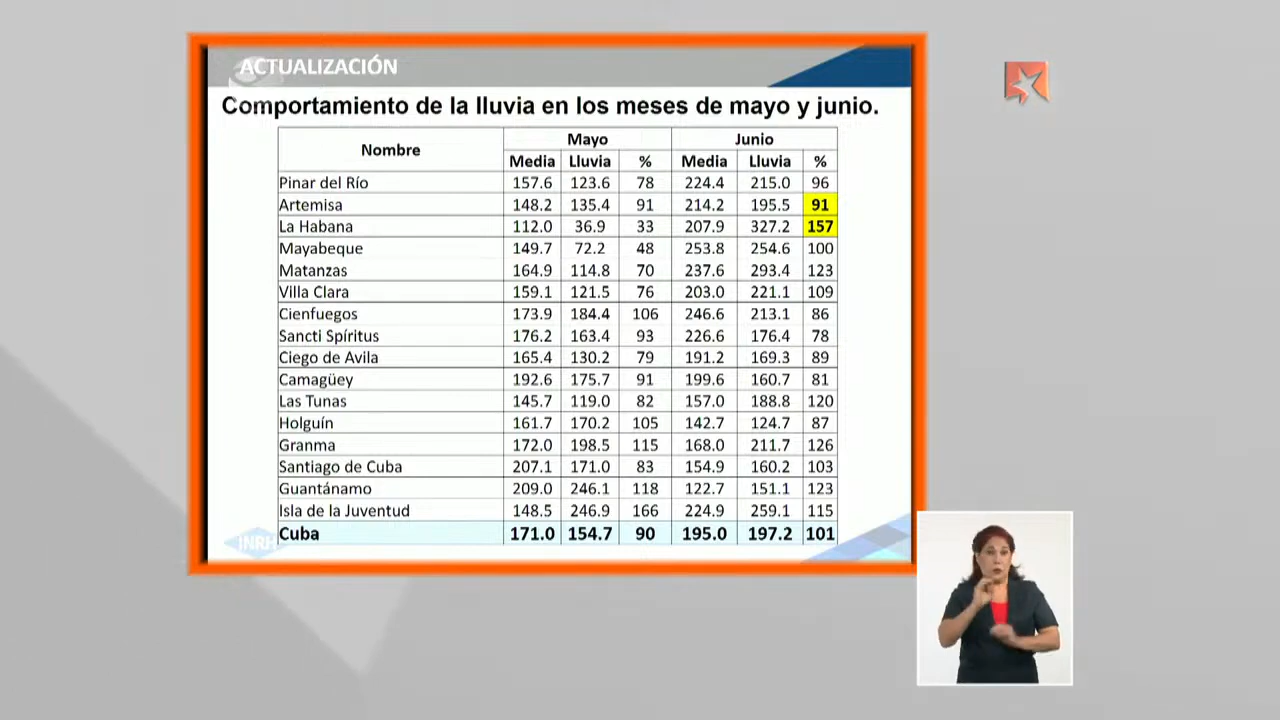 ACTUALIZACIÓN
Comportamiento de la lluvia en los meses de mayo y junio.
Nombre Mayo Junio
Media Lluvia % Media Lluvia %
Pinar del Río 157.6 123.6 78 224.4 215.0 96
Artemisa 148.2 135.4 91 214.2 195.5 91
La Habana 112.0 36.9 33 207.9 327.2 157
Mayabeque 149.7 72.2 48 253.8 254.6 100
Matanzas 164.9 114.8 70 237.6 293.4 123
Villa Clara 159.1 121.5 76 203.0 221.1 109
Cienfuegos 173.9 184.4 106 246.6 213.1 86
Sancti Spíritus 176.2 163.4 93 226.6 176.4 78
Ciego de Avila 165.4 130.2 79 191.2 169.3 89
Camagüey 192.6 175.7 91 199.6 160.7 81
Las Tunas 145.7 119.0 82 157.0 188.8 120
Holguín 161.7 170.2 105 142.7 124.7 87
Granma 172.0 198.5 115 168.0 211.7 126
Santiago de Cuba 207.1 171.0 83 154.9 160.2 103
Guantánamo 209.0 246.1 118 122.7 151.1 123
Isla de la Juventud 148.5 246.9 166 224.9 259.1 115
Cuba 171.0 154.7 90 195.0 197.2 101
INRH